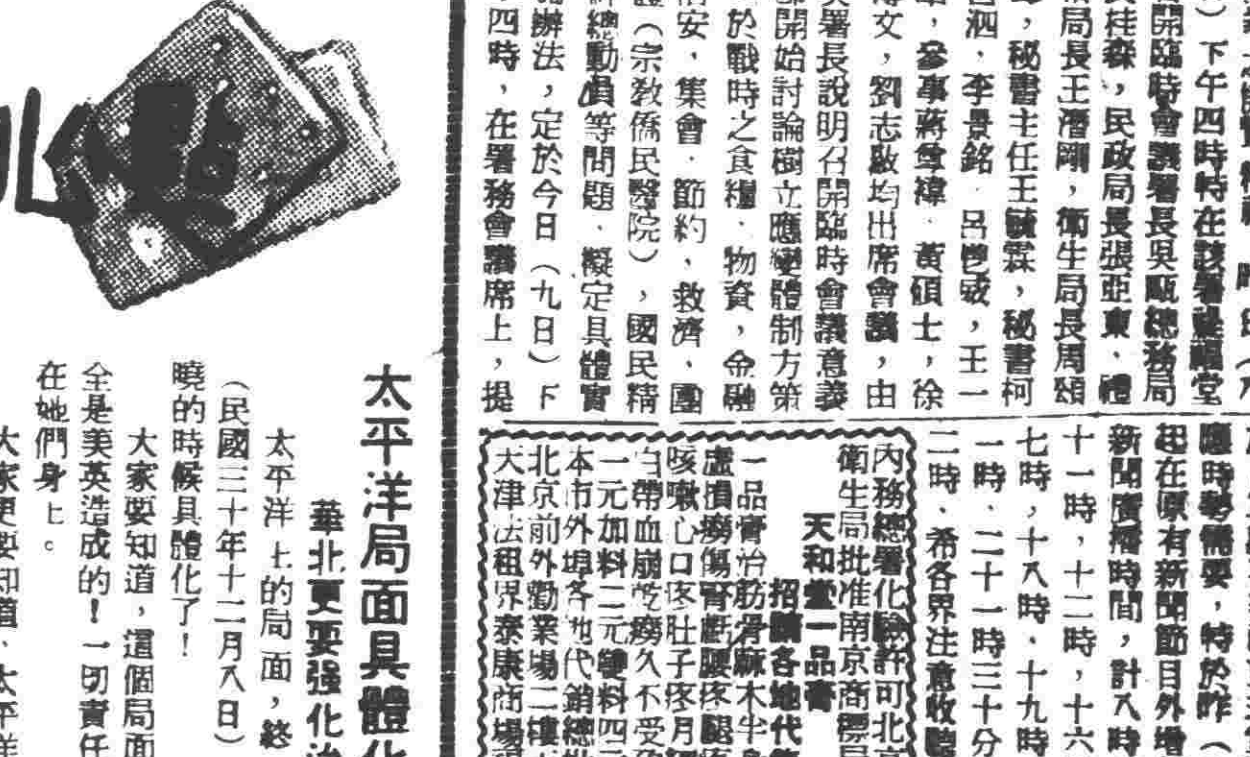 ）下午四時特在該署延福堂
開臨時會議署長吳甌總務局
桂森，民政局長張亞東、禮
局長王潛剛，衛生局長周頌
，秘書主任王毓霖，秘書柯
泗，李景銘、呂
，王一
，參事蔣
黃碩士，徐
文，劉志敭均出席會議，由
署長說明召開臨時會議意義
開始討論樹立應變體制方策
於戰時之食糧、物資，金融
安，集會、節約、救濟、團
（宗教僑民醫院），國民精
總動員等問題、擬定具體實
辦法，定於今日（九日）下
四時，在署務會議席上，提
應時勢需要，特於昨（
起在原有新聞節目外增
新聞廣播時間，計八時
十一時，十二時，十六
七時，十八時、十九時
一時、二十一時三十分
二時、希各界注意收聽
內務總署化驗許可北京
衛生局批准南京商標局
天和堂一品膏
招請各地代
一品膏治筋骨麻木半身
虛損癆傷腎虧腰疼腿疼
咳嗽心口疼肚子疼月
白帶血崩乾癆久不受孕
一元加料二元雙料四元
本市外埠各地代銷總批
北京前外勸業場二樓
天津法租界泰康商場
太平洋局面具體化
華北更要強化治
太平洋上的局面，終
（民國三十年十二月八日）
曉的時候具體化了！
大家要知道，這個局面
全是美英造成的！一切責任
在她們身上。
大家更要知道、太平洋